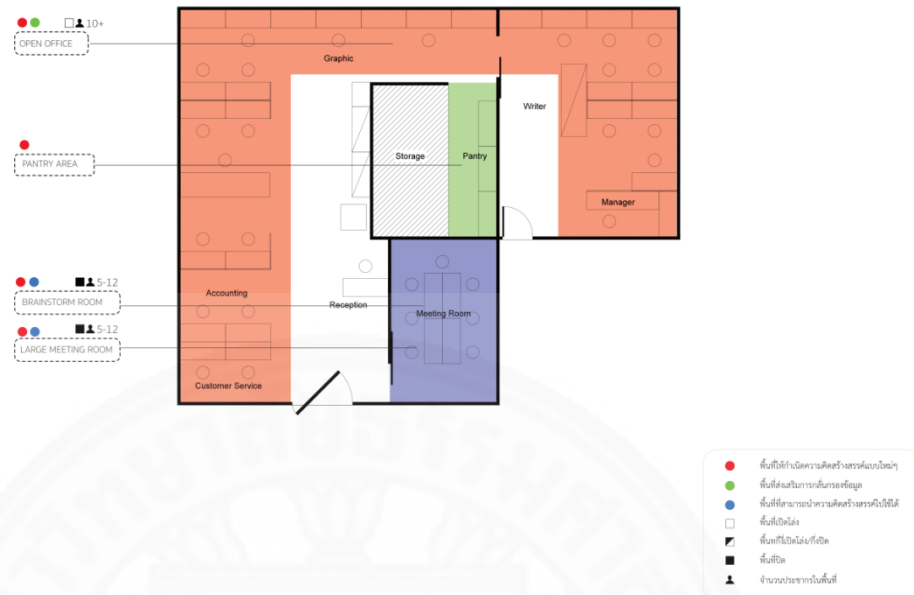 10+
OPEN OFFICE
Graphic
Writer
PANTRY AREA
Storage
Pantry
Manager
5-12
BRAINSTORM ROOM
Accounting
Reception
Meeting Room
5-12
LARGE MEETING ROOM
Customer Service
พื้นที่ให้กำเนิดความคิดสร้างสรรค์แบบใหม่ๆ
พื้นที่ส่งเสริมการกลั่นกรองข้อมูล
พื้นที่ที่สามารถนำความคิดสร้างสรรค์ไปใช้ได้
พื้นที่เปิดโล่ง
พื้นที่กึ่งเปิดโล่ง/กึ่งปิด
พื้นที่ปิด
จำนวนประชากรในพื้นที่